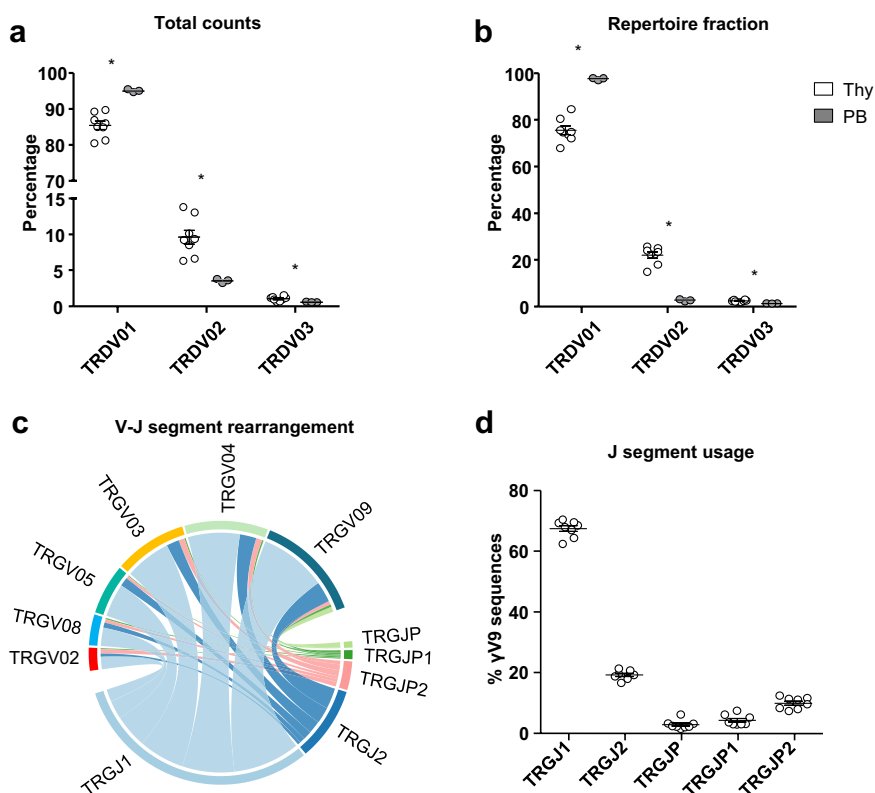 a
Total counts
*
*
*
Percentage
100
90
80
70
15
10
5
0
TRDV01
TRDV02
TRDV03
b
Repertoire fraction
*
*
*
Percentage
100
80
60
40
20
0
TRDV01
TRDV02
TRDV03
Thy
PB
c
V-J segment rearrangement
TRGV04
TRGV03
TRGV09
TRGV05
TRGV08
TRGV02
TRGJP
TRGJP1
TRGJP2
TRGJ2
TRGJ1
d
J segment usage
% γV9 sequences
80
60
40
20
0
TRGJ1
TRGJ2
TRGJP
TRGJP1
TRGJP2